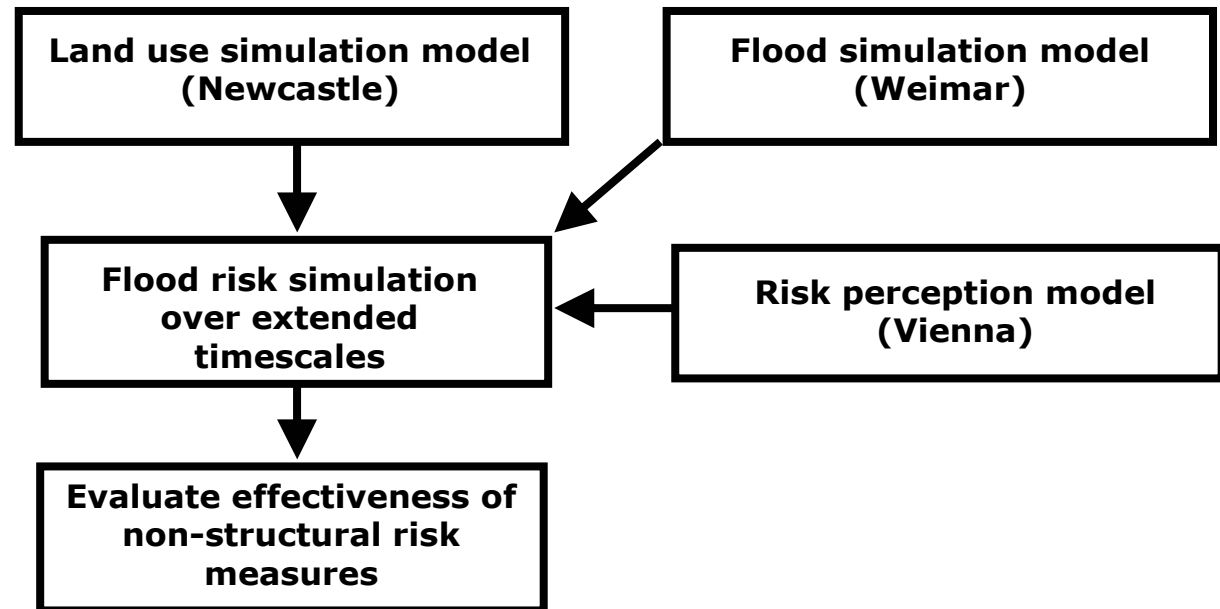 Land use simulation model
(Newcastle)
Flood simulation model
(Weimar)
Flood risk simulation
over extended
timescales
Risk perception model
(Vienna)
Evaluate effectiveness of
non-structural risk
measures